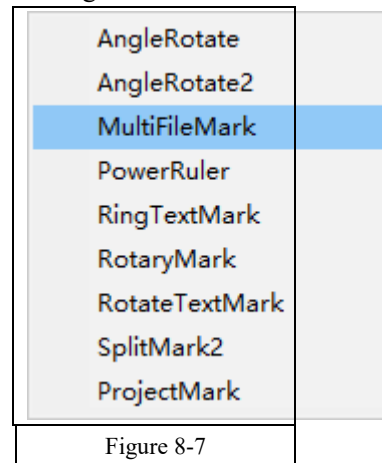 AngleRotate
AngleRotate2
MultiFileMark
PowerRuler
RingTextMark
RotaryMark
RotateTextMark
SplitMark2
ProjectMark
Figure 8-7